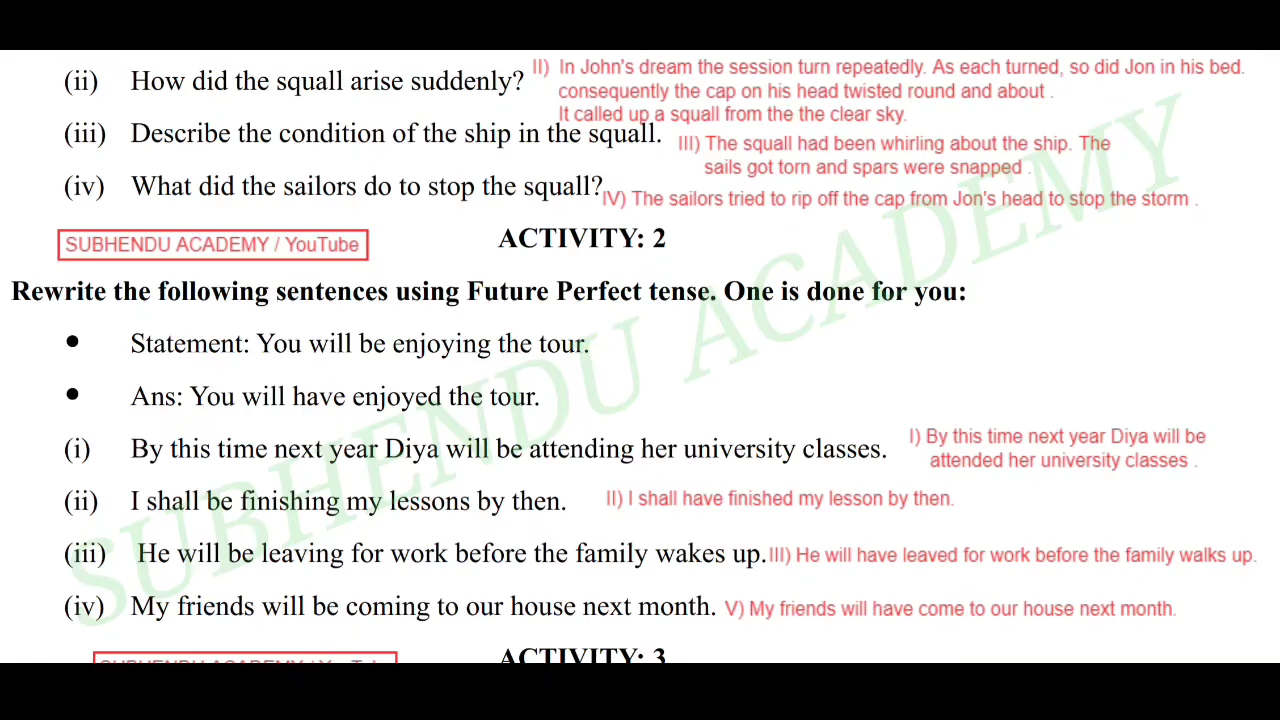 (ii) How did the squall arise suddenly?
II) In John's dream the session turn repeatedly. As each turned, so did Jon in his bed.
consequently the cap on his head twisted round and about .
It called up a squall from the the clear sky.
(iii) Describe the condition of the ship in the squall.
III) The squall had been whirling about the ship. The
sails got torn and spars were snapped .
(iv) What did the sailors do to stop the squall?
IV) The sailors tried to rip off the cap from Jon's head to stop the storm .
SUBHENDU ACADEMY / YouTube
ACTIVITY: 2
Rewrite the following sentences using Future Perfect tense. One is done for you:
• Statement: You will be enjoying the tour.
• Ans: You will have enjoyed the tour.
(i) By this time next year Diya will be attending her university classes.
I) By this time next year Diya will be
attended her university classes .
(ii) I shall be finishing my lessons by then.
II) I shall have finished my lesson by then.
(iii) He will be leaving for work before the family wakes up.
III) He will have leaved for work before the family walks up.
(iv) My friends will be coming to our house next month.
V) My friends will have come to our house next month.
SUBHENDU ACADEMY / YouTube
ACTIVITY: 3
SUBHENDU ACADEMY